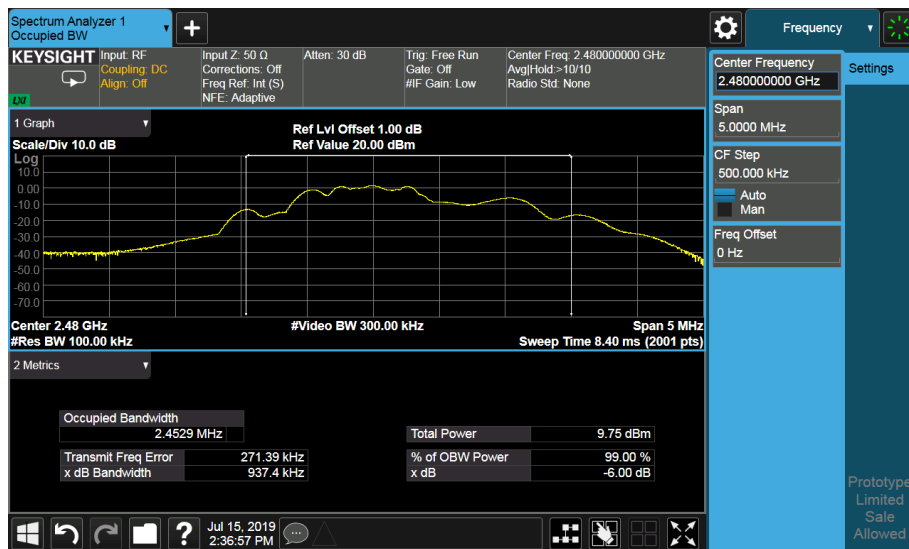 Spectrum Analyzer 1
Occupied BW
Frequency
KEYSIGHT
LXI
Input: RF
Coupling: DC
Align: Off
Input Z: 50 Ω
Corrections: Off
Freq Ref: Int (S)
NFE: Adaptive
Atten: 30 dB
Trig: Free Run
Gate: Off
#IF Gain: Low
Center Freq: 2.480000000 GHz
Avg|Hold:>10/10
Radio Std: None
Center Frequency
2.480000000 GHz
Settings
Span
5.0000 MHz
CF Step
500.000 kHz
Auto
Man
Freq Offset
0 Hz
1 Graph
Scale/Div 10.0 dB
Ref Lvl Offset 1.00 dB
Ref Value 20.00 dBm
Log
10.0
0.00
-10.0
-20.0
-30.0
-40.0
-50.0
-60.0
-70.0
Center 2.48 GHz
#Video BW 300.00 kHz
Span 5 MHz
#Res BW 100.00 kHz
Sweep Time 8.40 ms (2001 pts)
2 Metrics
Occupied Bandwidth
2.4529 MHz
Total Power 9.75 dBm
Transmit Freq Error 271.39 kHz
% of OBW Power 99.00 %
x dB Bandwidth 937.4 kHz
x dB -6.00 dB
Prototype
Limited
Sale
Allowed
?
Jul 15, 2019
2:36:57 PM